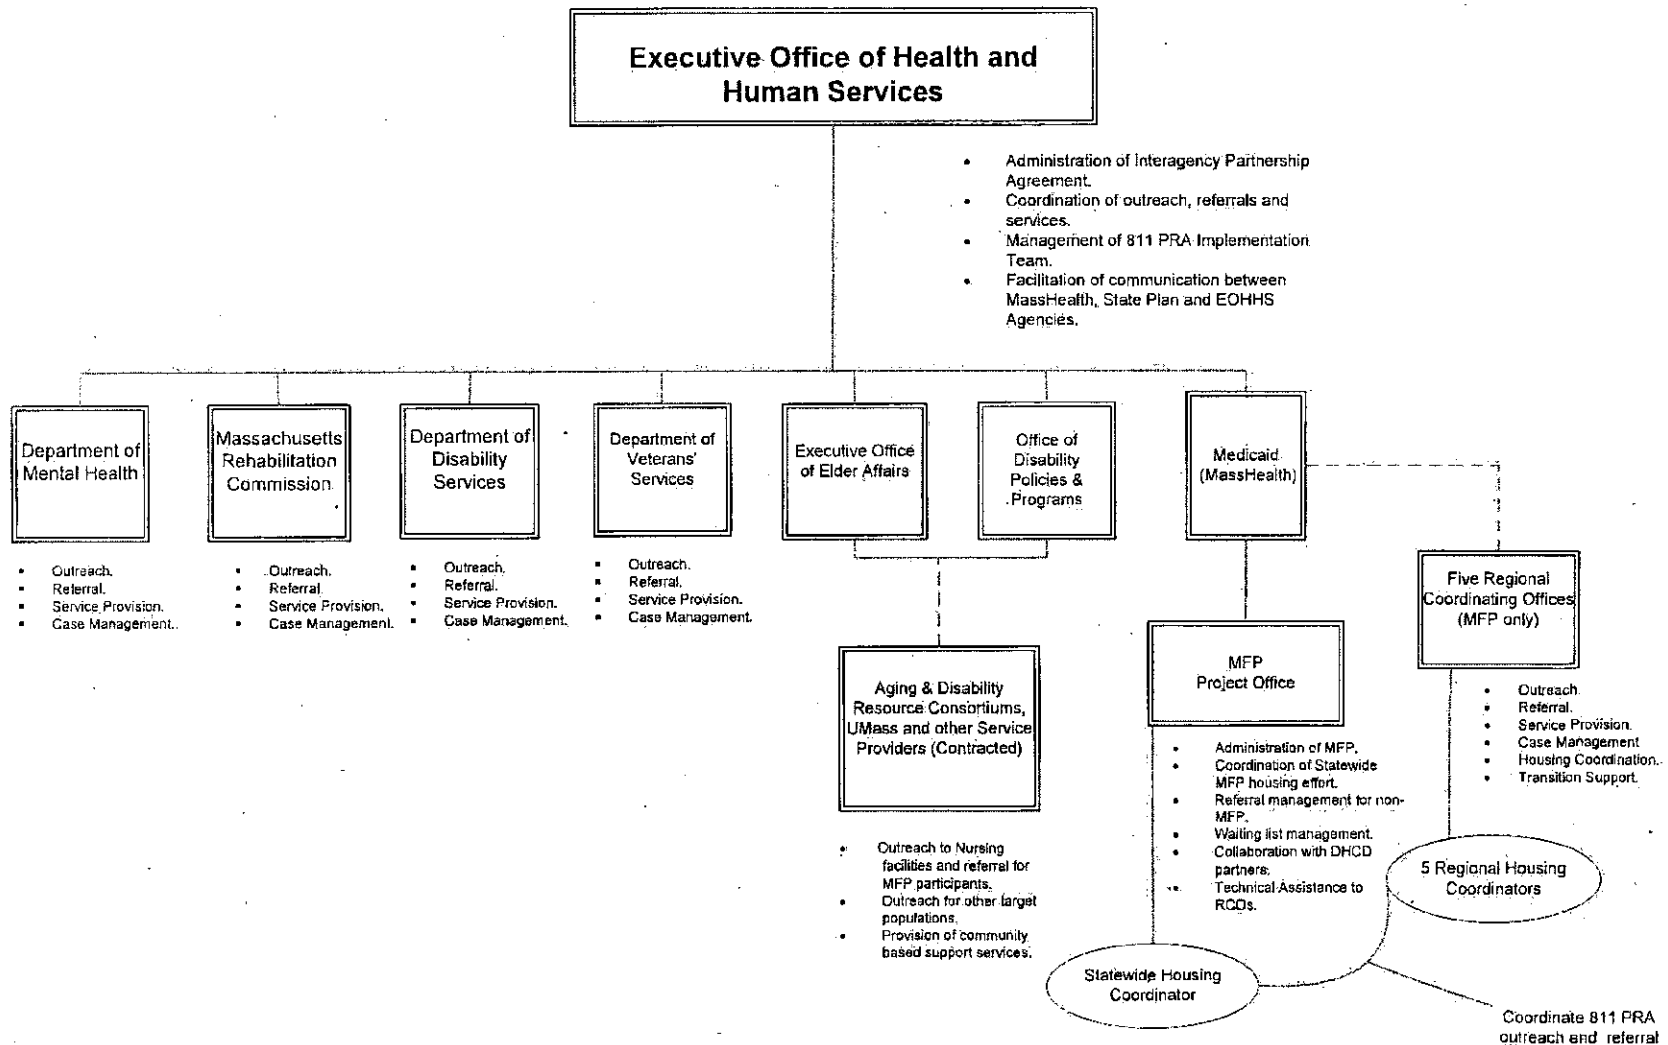 Executive Office of Health and
Human Services
• Administration of Interagency Partnership
Agreement.
• Coordination of outreach, referrals and
services.
• Management of 811 PRA Implementation
Team.
• Facilitation of communication between
MassHealth, State Plan and EOHHS
Agencies.
Department of
Mental Health
Massachusetts
Rehabilitation
Commission
Department of
Disability
Services
Department of
Veterans'
Services
Executive Office
of Elder Affairs
Office of
Disability
Policies &
Programs
Medicaid
(MassHealth)
▪ Outreach.
▪ Referral.
▪ Service Provision.
▪ Case Management.
▪ Outreach.
▪ Referral.
▪ Service Provision.
▪ Case Management.
▪ Outreach.
▪ Referral.
▪ Service Provision.
▪ Case Management.
▪ Outreach.
▪ Referral.
▪ Service Provision.
▪ Case Management.
Five Regional
Coordinating Offices
(MFP only)
• Outreach.
• Referral.
• Service Provision.
• Case Management
• Housing Coordination.
• Transition Support.
Aging & Disability
Resource Consortiums,
UMass and other Service
Providers (Contracted)
• Outreach to Nursing
facilities and referral for
MFP participants.
• Outreach for other target
populations.
• Provision of community
based support services.
MFP
Project Office
• Administration of MFP.
• Coordination of Statewide
MFP housing effort.
• Referral management for non-
MFP.
• Waiting list management.
• Collaboration with DHCD
partners.
• Technical Assistance to
RCOs.
5 Regional Housing
Coordinators
Statewide Housing
Coordinator
Coordinate 811 PRA
outreach and referral